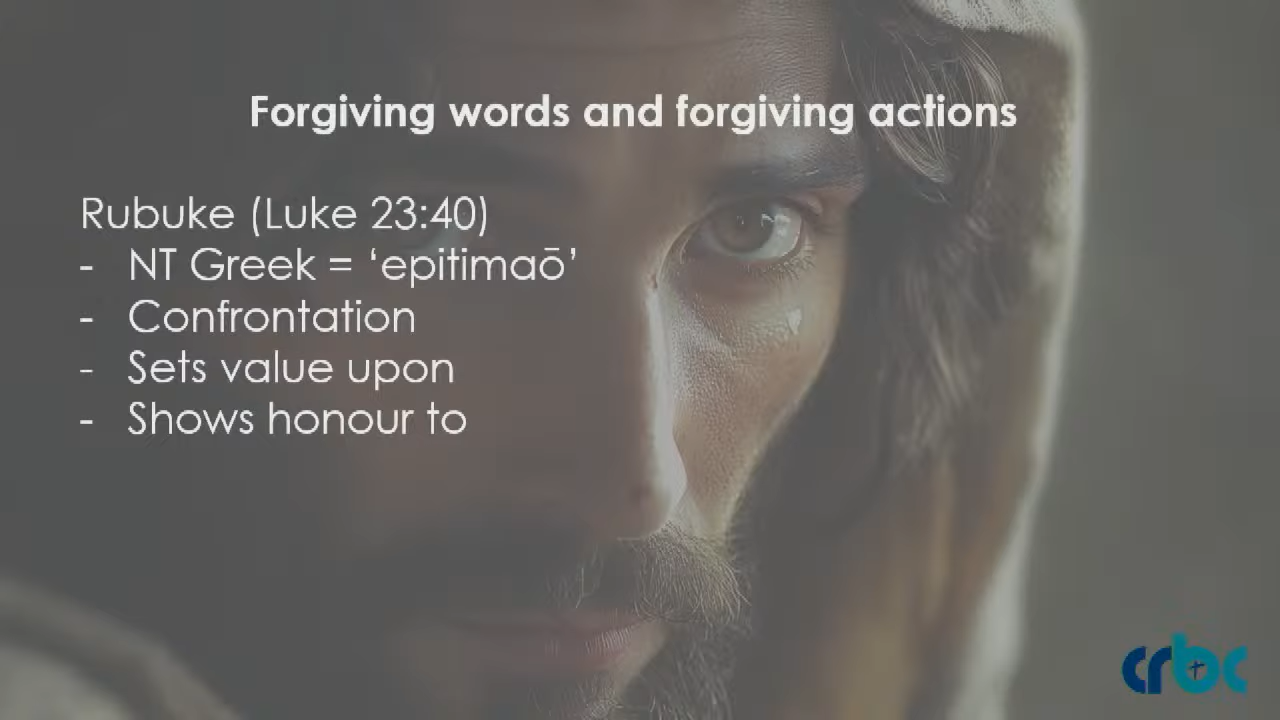 Forgiving words and forgiving actions
Rubuke (Luke 23:40)
- NT Greek = ‘epitimaō’
- Confrontation
- Sets value upon
- Shows honour to
crbc